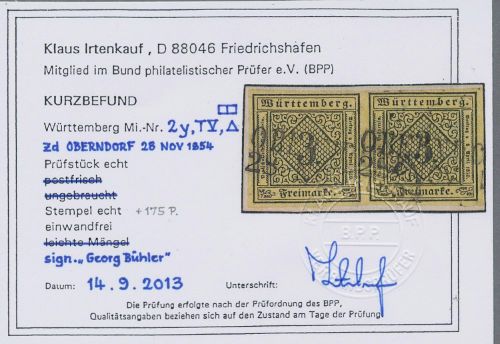 Klaus Irtenkauf, D 88046 Friedrichshafen
Mitglied im Bund philatelistischer Prüfer e.V. (BPP)
KURZBEFUND
Württemberg Mi.-Nr. 2y, TV, Δ
Zd OBERNDORF 28 NOV 1854
Prüfstück echt
postfrisch
ungebraucht
Stempel echt +175 P.
einwandfrei
leichte Mängel
sign. „Georg Bühler“
Datum: 14.9.2013 Unterschrift:
Die Prüfung erfolgte nach der Prüfordnung des BPP,
Qualitätsangaben beziehen sich auf den Zustand am Tage der Prüfung
Württemberg. Württemberg.
3. 3.
Freimarke. Freimarke.
BPP